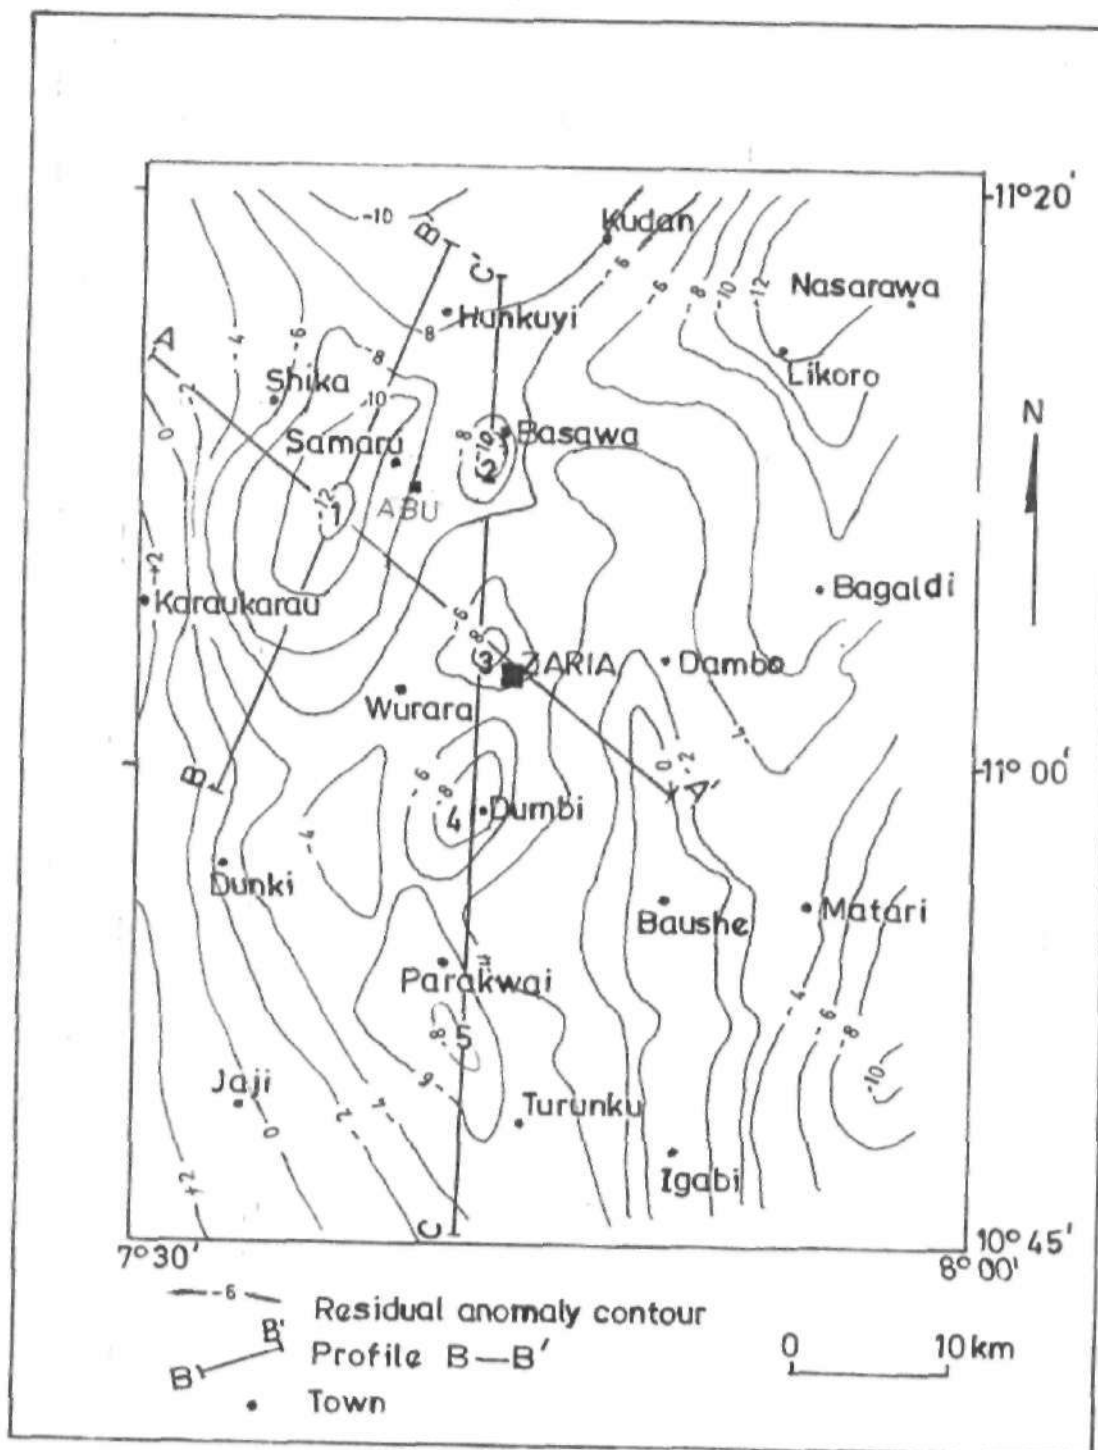 11°20'
-10
B'
Kudan
C'
-6
Nasarawa
-4
-6
-6
-8
-10
-12
Hunkuyi
-8
A
-8
Likoro
-2
Shika
N
0
10
-8
-10
Basawa
Samaru
2
-12
1
ABU
+2
Karaukarau
Bagaldi
-6
-8
3
ZARIA
Dambo
Wurara
B
-6
0
-2
11°00'
-8
A'
-4
4
Dumbi
Dunki
Baushe
Matari
Parakwai
-4
-8
5
-6
-8
Jaji
-6
-10
Turunku
0
Igabi
+2
C
10°45'
7°30'
8°00'
-6
Residual anomaly contour
B'
B
Profile B—B'
0 10 km
Town